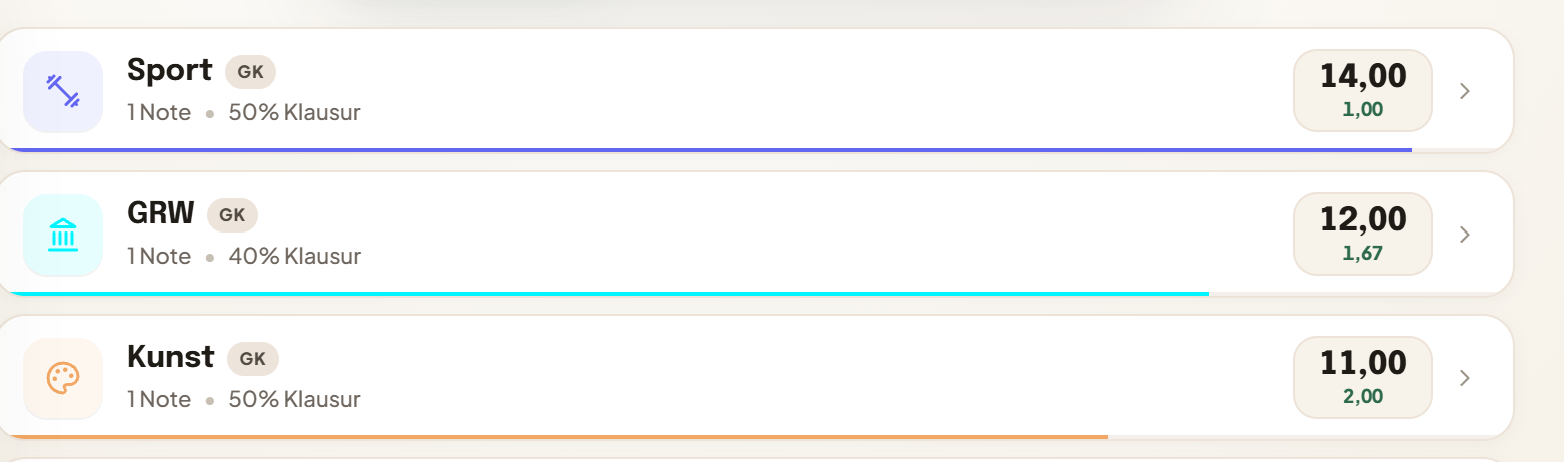 Sport GK
1 Note • 50% Klausur
14,00
1,00
GRW GK
1 Note • 40% Klausur
12,00
1,67
Kunst GK
1 Note • 50% Klausur
11,00
2,00